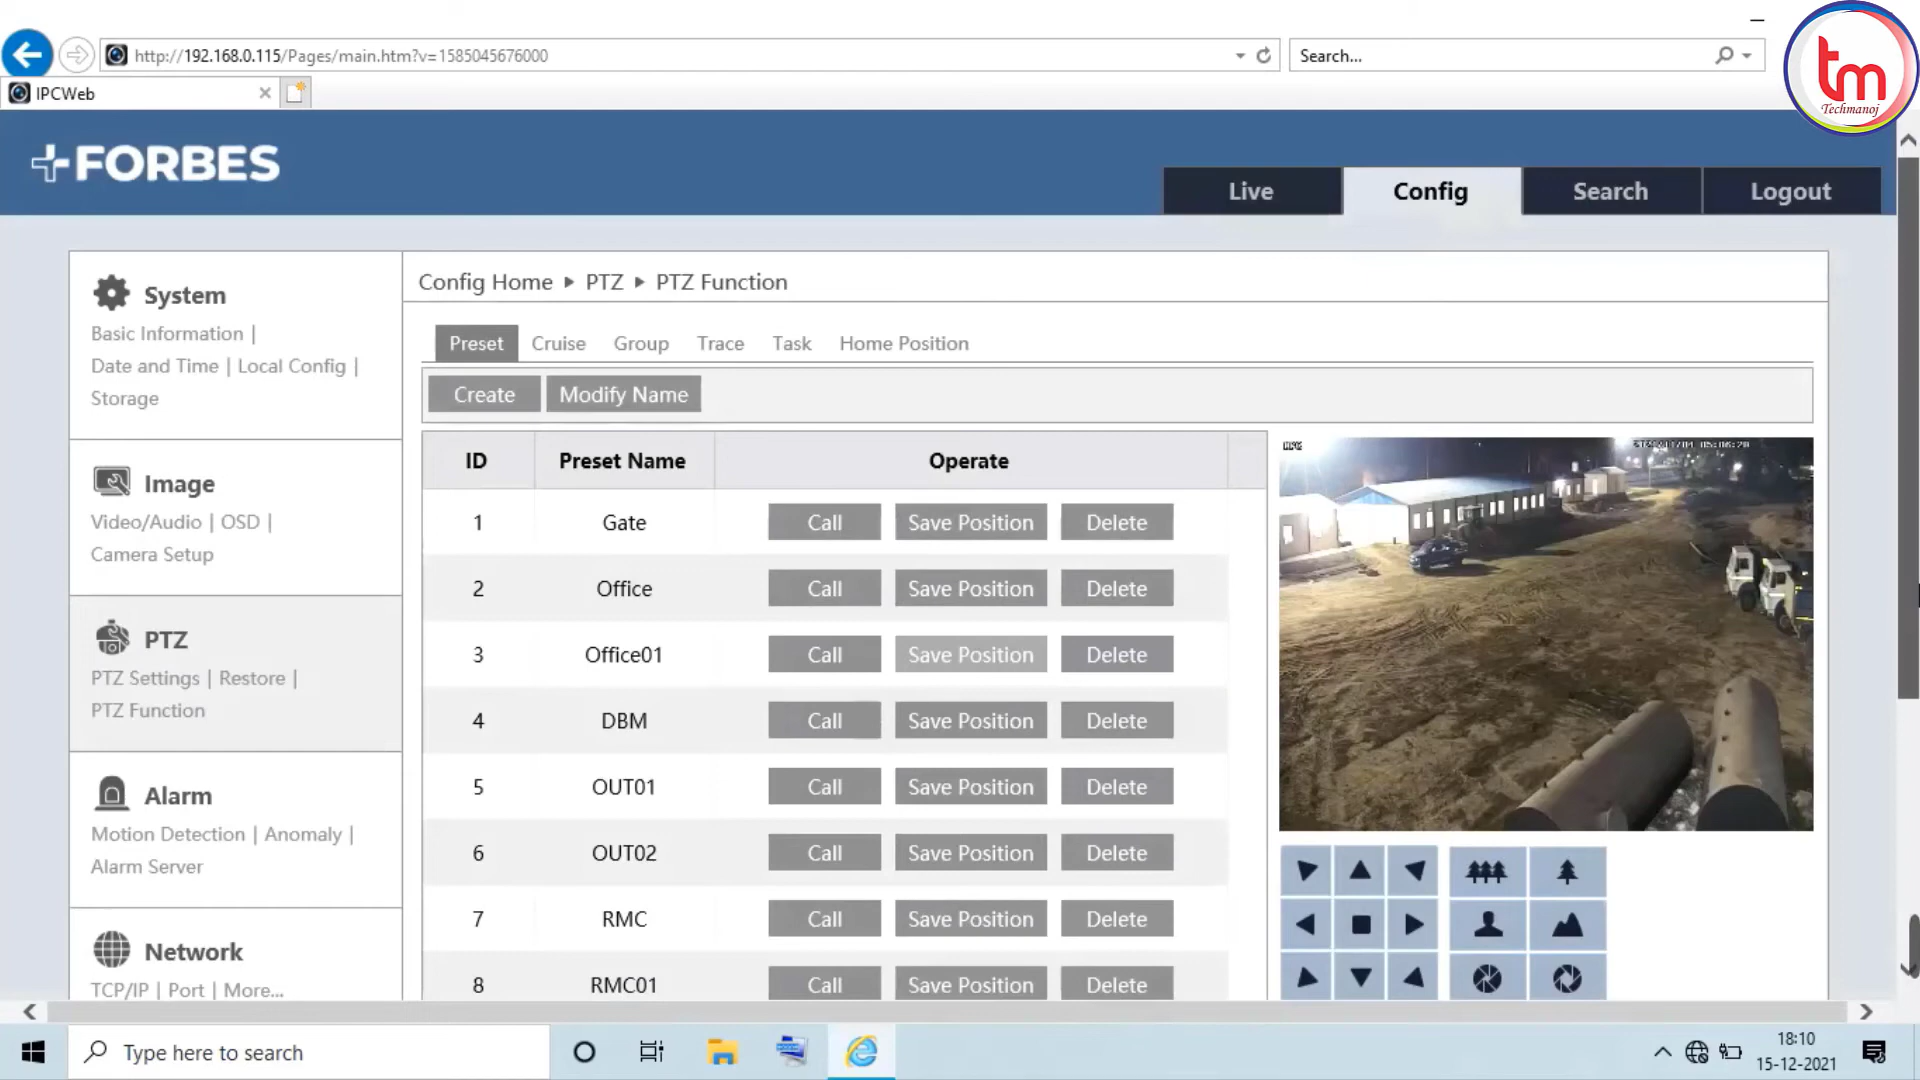 http://192.168.0.115/Pages/main.htm?v=1585045676000
Search...
IPCWeb
tm
Techmanoj
FORBES
Live
Config
Search
Logout
System
Basic Information |
Date and Time | Local Config |
Storage
Image
Video/Audio | OSD |
Camera Setup
PTZ
PTZ Settings | Restore |
PTZ Function
Alarm
Motion Detection | Anomaly |
Alarm Server
Network
TCP/IP | Port | More...
Config Home ▸ PTZ ▸ PTZ Function
Preset Cruise Group Trace Task Home Position
Create Modify Name
ID Preset Name Operate
1 Gate Call Save Position Delete
2 Office Call Save Position Delete
3 Office01 Call Save Position Delete
4 DBM Call Save Position Delete
5 OUT01 Call Save Position Delete
6 OUT02 Call Save Position Delete
7 RMC Call Save Position Delete
8 RMC01 Call Save Position Delete
Type here to search
18:10
15-12-2021